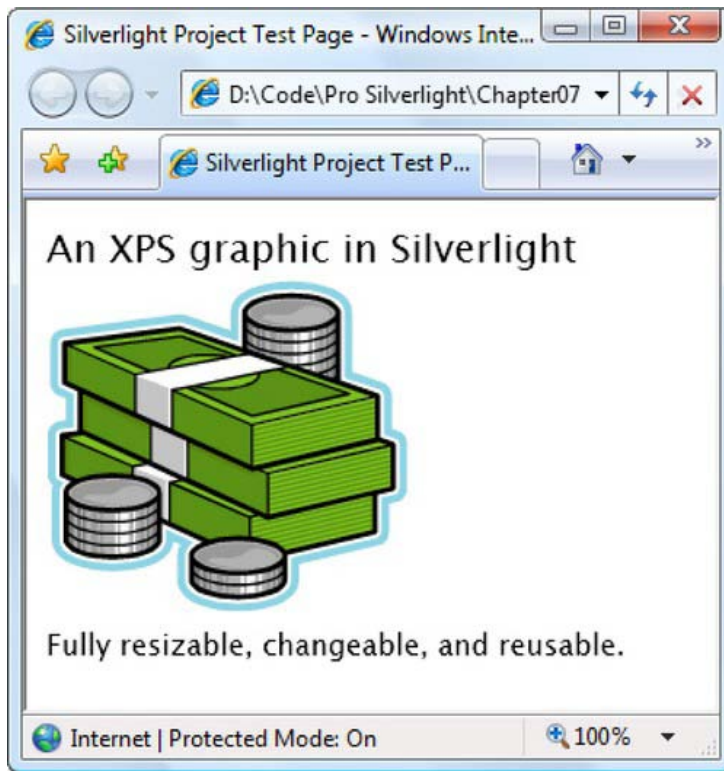 Silverlight Project Test Page - Windows Inte...
D:\Code\Pro Silverlight\Chapter07
Silverlight Project Test P...
An XPS graphic in Silverlight
Fully resizable, changeable, and reusable.
Internet | Protected Mode: On
100%